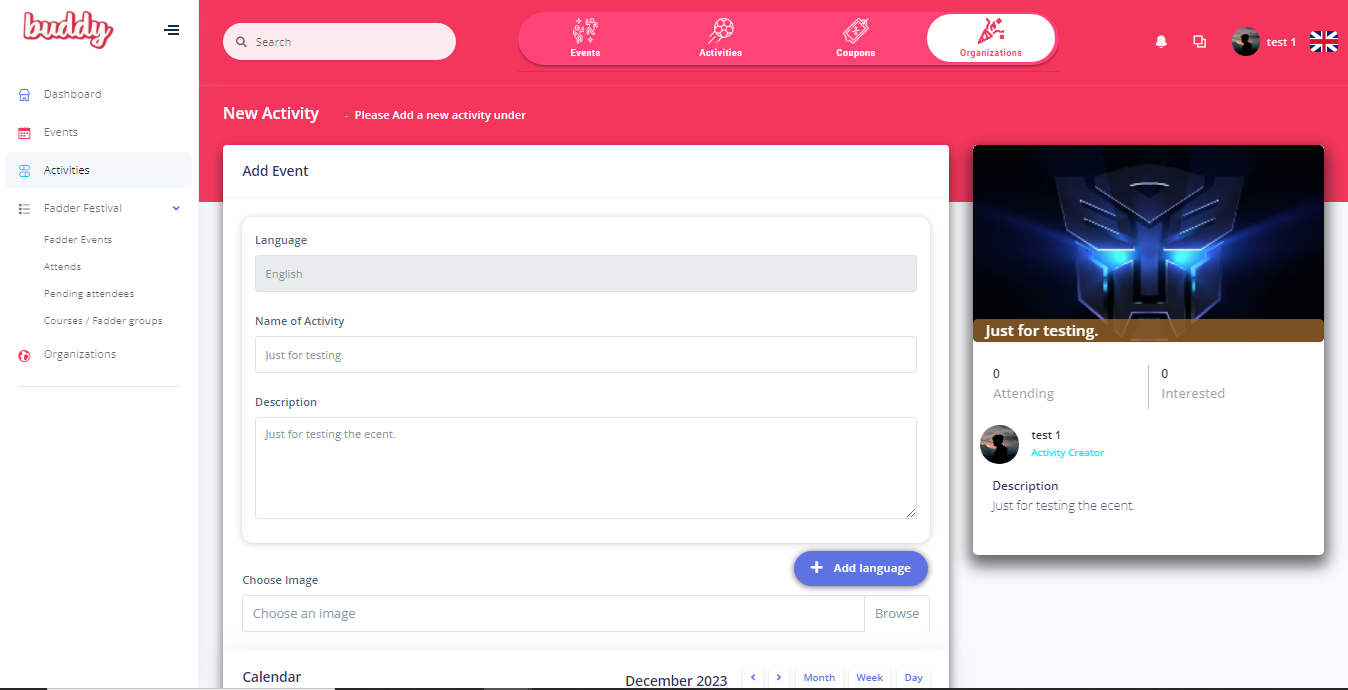 buddy
Search
Events
Activities
Coupons
Organizations
test 1
Dashboard
Events
Activities
Fadder Festival
Fadder Events
Attends
Pending attendees
Courses / Fadder groups
Organizations
New Activity - Please Add a new activity under
Add Event
Language
English
Name of Activity
Just for testing.
Description
Just for testing the ecent.
Add language
Choose Image
Choose an image Browse
Calendar
December 2023
Month Week Day
Just for testing.
0 0
Attending Interested
test 1
Activity Creator
Description
Just for testing the ecent.